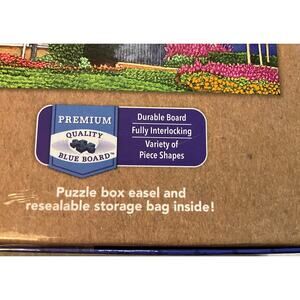 PREMIUM
QUALITY
BLUE BOARD™
Durable Board
Fully Interlocking
Variety of
Piece Shapes
Puzzle box easel and
resealable storage bag inside!